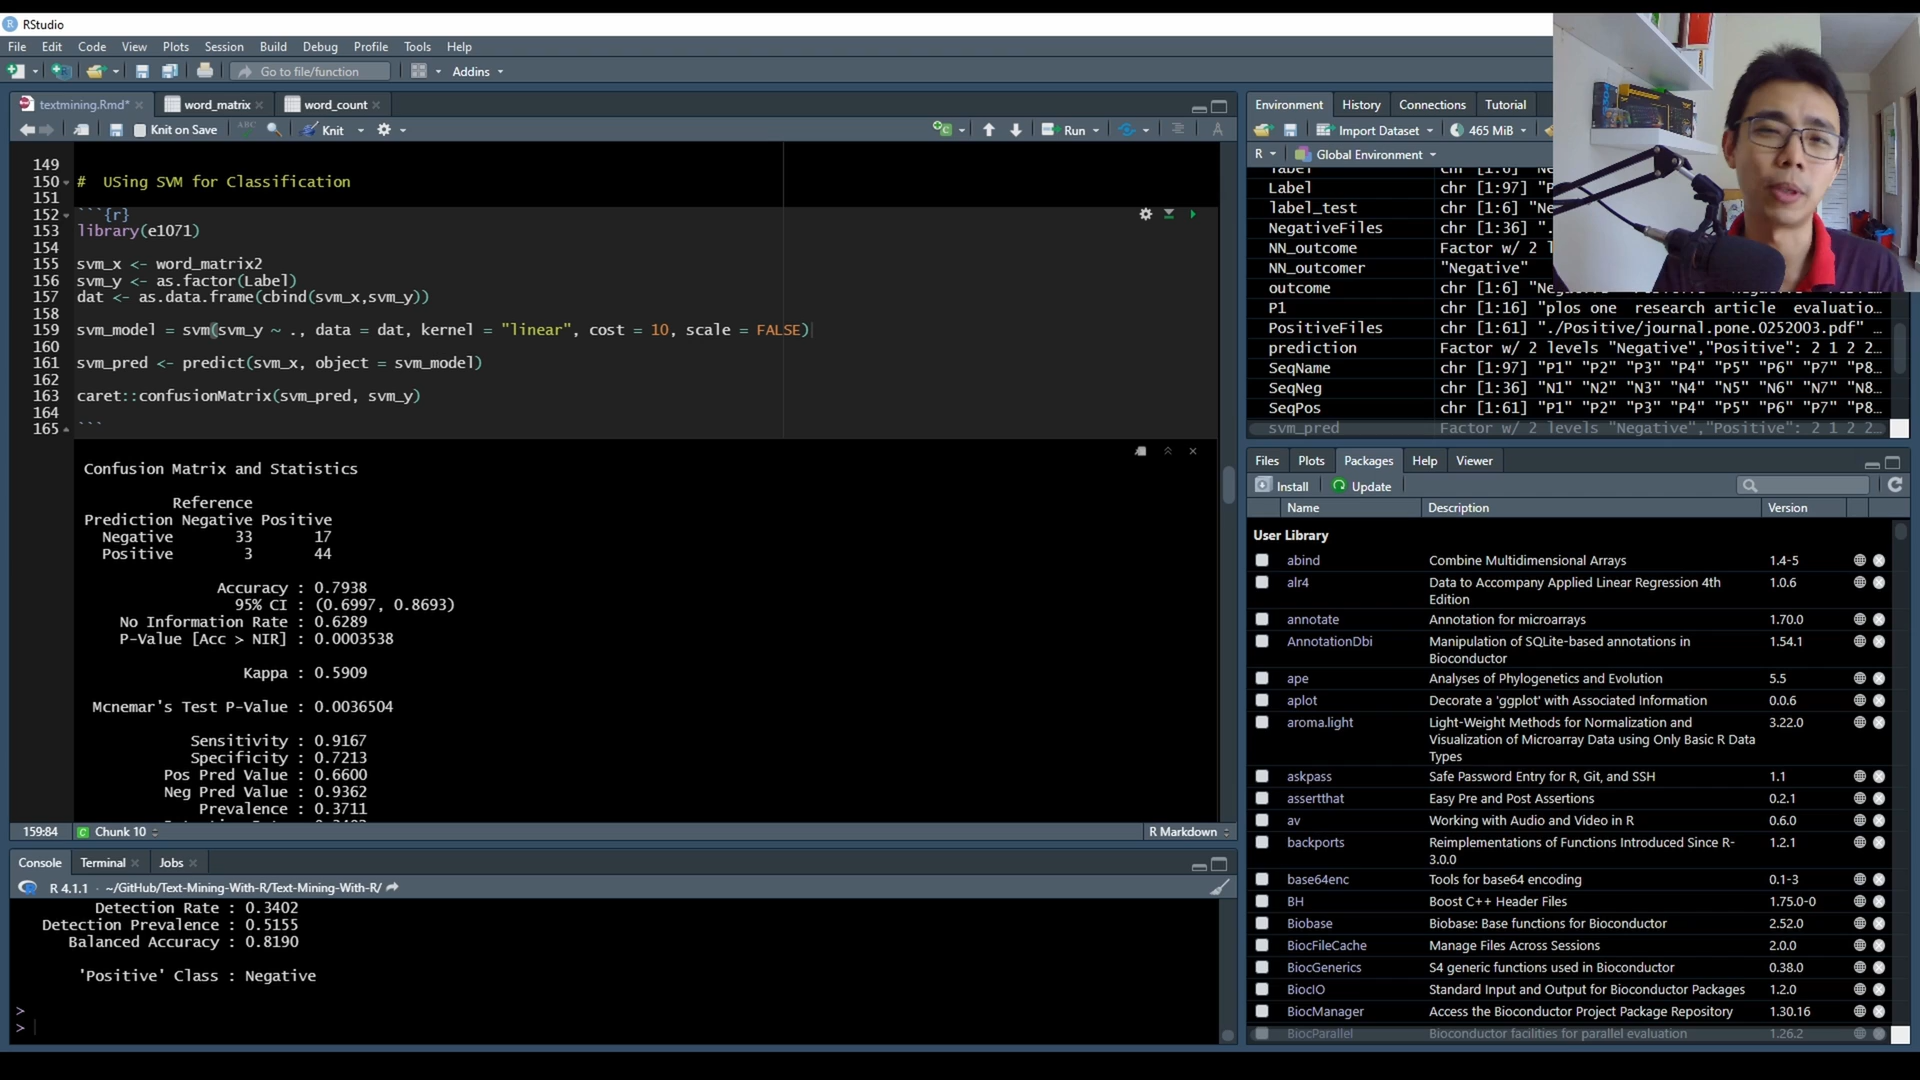 RStudio
File Edit Code View Plots Session Build Debug Profile Tools Help
Go to file/function Addins
textmining.Rmd* word_matrix word_count
Knit on Save ABC Knit Run
149
150 # USing SVM for Classification
151
152 ```{r}
153 library(e1071)
154
155 svm_x <- word_matrix2
156 svm_y <- as.factor(Label)
157 dat <- as.data.frame(cbind(svm_x,svm_y))
158
159 svm_model = svm(svm_y ~ ., data = dat, kernel = "linear", cost = 10, scale = FALSE)
160
161 svm_pred <- predict(svm_x, object = svm_model)
162
163 caret::confusionMatrix(svm_pred, svm_y)
164
165 ```
Confusion Matrix and Statistics
Reference
Prediction Negative Positive
Negative 33 17
Positive 3 44
Accuracy : 0.7938
95% CI : (0.6997, 0.8693)
No Information Rate : 0.6289
P-Value [Acc > NIR] : 0.0003538
Kappa : 0.5909
Mcnemar's Test P-Value : 0.0036504
Sensitivity : 0.9167
Specificity : 0.7213
Pos Pred Value : 0.6600
Neg Pred Value : 0.9362
Prevalence : 0.3711
159:84 Chunk 10 R Markdown
Console Terminal Jobs
R 4.1.1 · ~/GitHub/Text-Mining-With-R/Text-Mining-With-R/
Detection Rate : 0.3402
Detection Prevalence : 0.5155
Balanced Accuracy : 0.8190
'Positive' Class : Negative
>
>
Environment History Connections Tutorial
Import Dataset 465 MiB
R Global Environment
Label chr [1:97] "P
label_test chr [1:6] "Ne
NegativeFiles chr [1:36] ".
NN_outcome Factor w/ 2 l
NN_outcomer "Negative"
outcome chr [1:6] "Ne
P1 chr [1:16] "plos one research article evaluatio…
PositiveFiles chr [1:61] "./Positive/journal.pone.0252003.pdf" …
prediction Factor w/ 2 levels "Negative","Positive": 2 1 2 2…
SeqName chr [1:97] "P1" "P2" "P3" "P4" "P5" "P6" "P7" "P8…
SeqNeg chr [1:36] "N1" "N2" "N3" "N4" "N5" "N6" "N7" "N8…
SeqPos chr [1:61] "P1" "P2" "P3" "P4" "P5" "P6" "P7" "P8…
svm_pred Factor w/ 2 levels "Negative","Positive": 2 1 2 2…
Files Plots Packages Help Viewer
Install Update
Name Description Version
User Library
abind Combine Multidimensional Arrays 1.4-5
alr4 Data to Accompany Applied Linear Regression 4th 1.0.6
Edition
annotate Annotation for microarrays 1.70.0
AnnotationDbi Manipulation of SQLite-based annotations in 1.54.1
Bioconductor
ape Analyses of Phylogenetics and Evolution 5.5
aplot Decorate a 'ggplot' with Associated Information 0.0.6
aroma.light Light-Weight Methods for Normalization and 3.22.0
Visualization of Microarray Data using Only Basic R Data
Types
askpass Safe Password Entry for R, Git, and SSH 1.1
assertthat Easy Pre and Post Assertions 0.2.1
av Working with Audio and Video in R 0.6.0
backports Reimplementations of Functions Introduced Since R- 1.2.1
3.0.0
base64enc Tools for base64 encoding 0.1-3
BH Boost C++ Header Files 1.75.0-0
Biobase Biobase: Base functions for Bioconductor 2.52.0
BiocFileCache Manage Files Across Sessions 2.0.0
BiocGenerics S4 generic functions used in Bioconductor 0.38.0
BiocIO Standard Input and Output for Bioconductor Packages 1.2.0
BiocManager Access the Bioconductor Project Package Repository 1.30.16
BiocParallel Bioconductor facilities for parallel evaluation 1.26.2